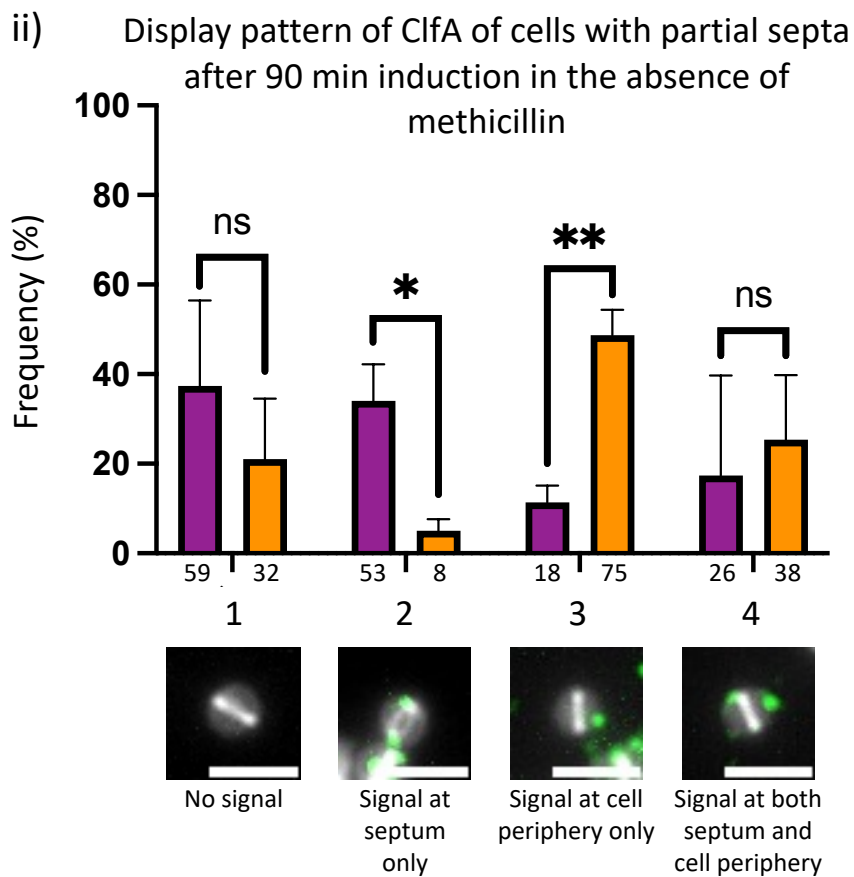 ii)
Display pattern of ClfA of cells with partial septa
after 90 min induction in the absence of
methicillin
Frequency (%)
100
80
60
40
20
0
ns
*
**
ns
59 32 53 8 18 75 26 38
1 2 3 4
No signal
Signal at
septum
only
Signal at cell
periphery only
Signal at both
septum and
cell periphery